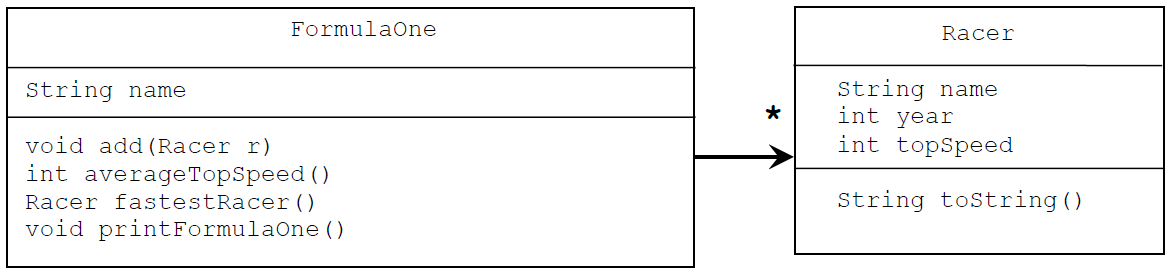 FormulaOne
String name
void add(Racer r)
int averageTopSpeed()
Racer fastestRacer()
void printFormulaOne()
*
Racer
String name
int year
int topSpeed
String toString()